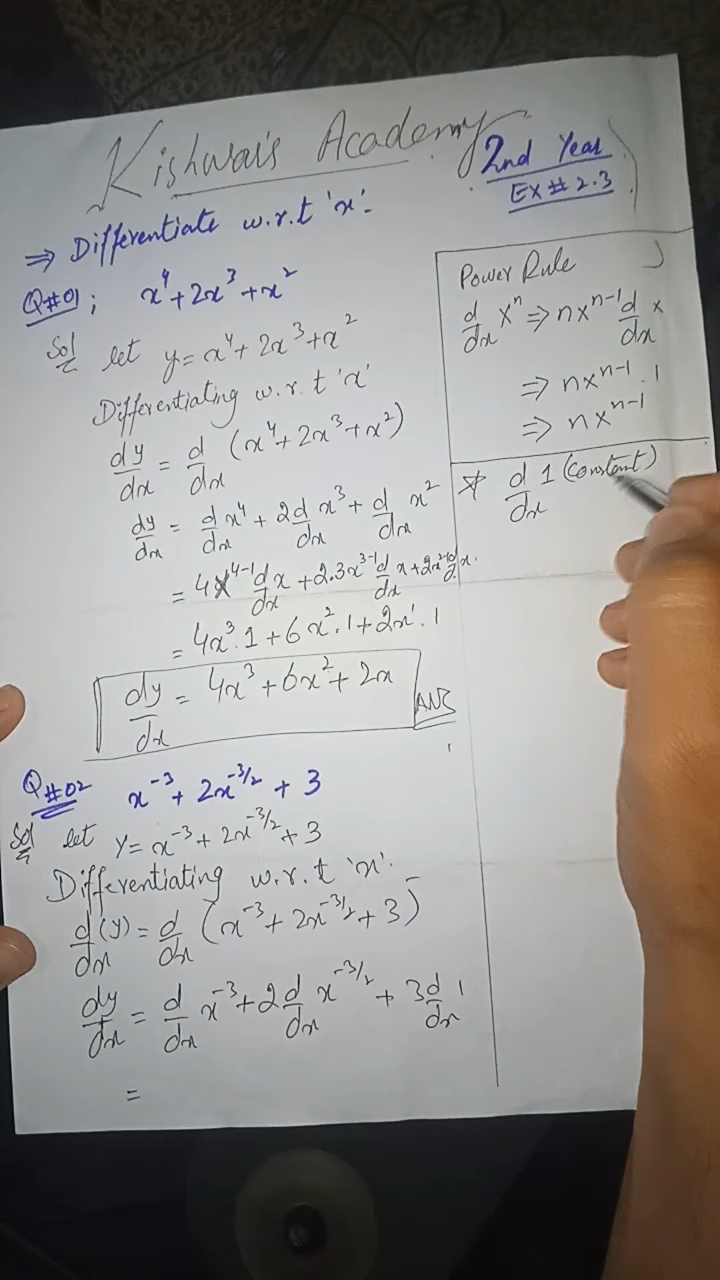 Kishwar's Academy
2nd Year
EX # 2.3
⇒ Differentiate w.r.t 'x'.
Q#01; x⁴+2x³+x²
Sol let y=x⁴+2x³+x²
Differentiating w.r.t 'x'
dy/dx = d/dx (x⁴+2x³+x²)
dy/dx = d/dx x⁴ + 2d/dx x³ + d/dx x²
= 4x⁴⁻¹ d/dx x + 2.3x³⁻¹ d/dx x + 2x²⁻¹ d/dx x.
= 4x³.1 + 6x².1 + 2x¹.1
dy/dx = 4x³+6x²+2x ANS
Q#02 x⁻³ + 2x^(-3/2) + 3
Sol let Y= x⁻³ + 2x^(-3/2) + 3
Differentiating w.r.t 'x'.
d/dx (y) = d/dx (x⁻³ + 2x^(-3/2) + 3)
dy/dx = d/dx x⁻³ + 2d/dx x^(-3/2) + 3d/dx 1
=
Power Rule
d/dx xⁿ ⇒ nxⁿ⁻¹ d/dx x
⇒ nxⁿ⁻¹.1
⇒ nxⁿ⁻¹
* d/dx 1 (constant)